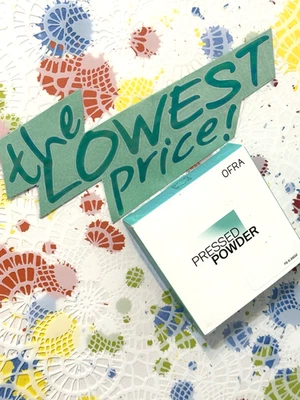 the
LOWEST
price!
OFRA
PRESSED
POWDER